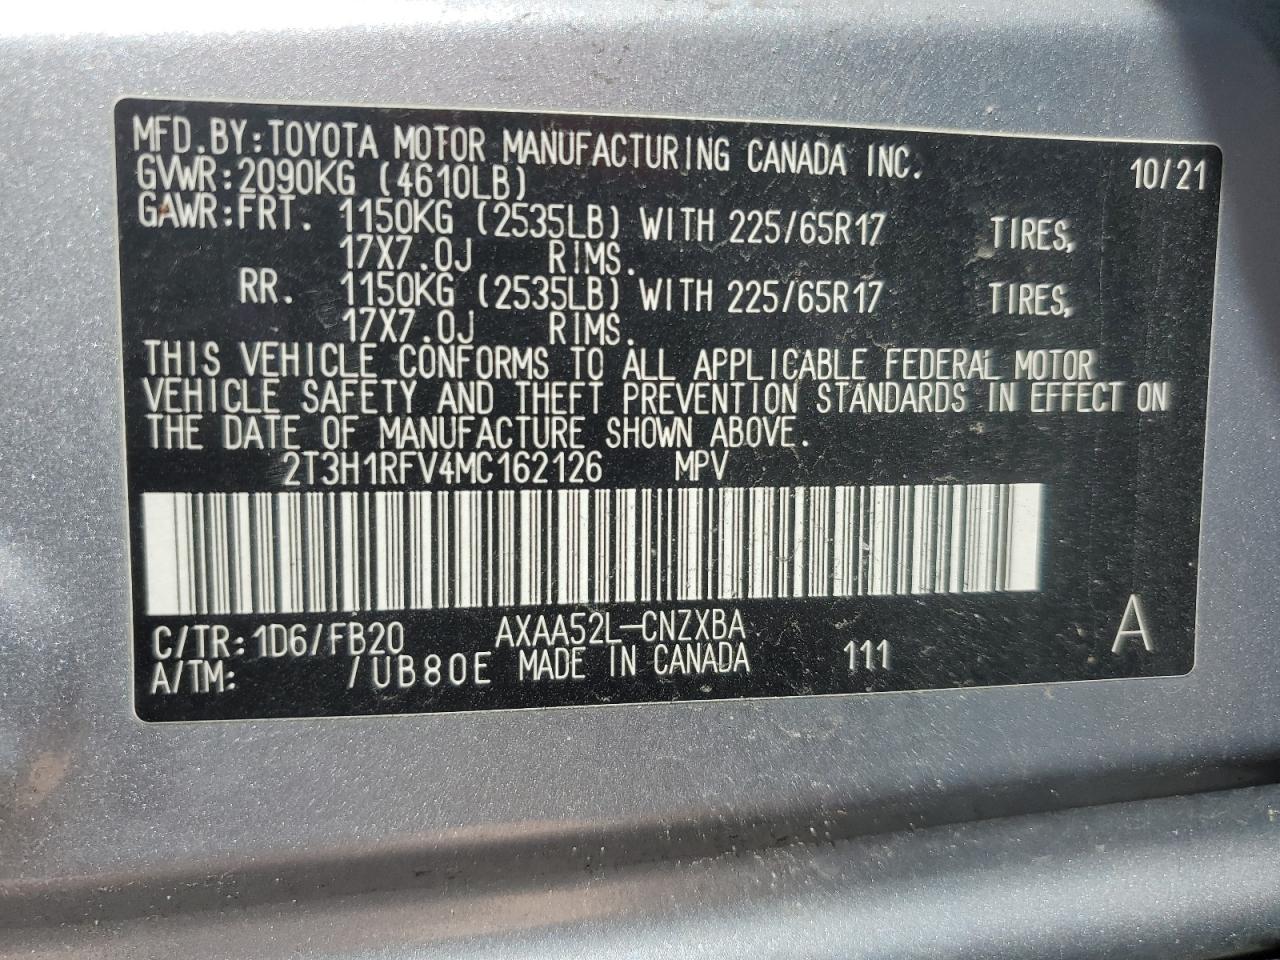 MFD.BY:TOYOTA MOTOR MANUFACTURING CANADA INC. 10/21
GVWR:2090KG (4610LB)
GAWR:FRT. 1150KG (2535LB) WITH 225/65R17 TIRES,
17X7.0J RIMS.
RR. 1150KG (2535LB) WITH 225/65R17 TIRES,
17X7.0J RIMS.
THIS VEHICLE CONFORMS TO ALL APPLICABLE FEDERAL MOTOR
VEHICLE SAFETY AND THEFT PREVENTION STANDARDS IN EFFECT ON
THE DATE OF MANUFACTURE SHOWN ABOVE.
2T3H1RFV4MC162126 MPV
C/TR:1D6/FB20 AXAA52L-CNZXBA A
A/TM: /UB80E MADE IN CANADA 111